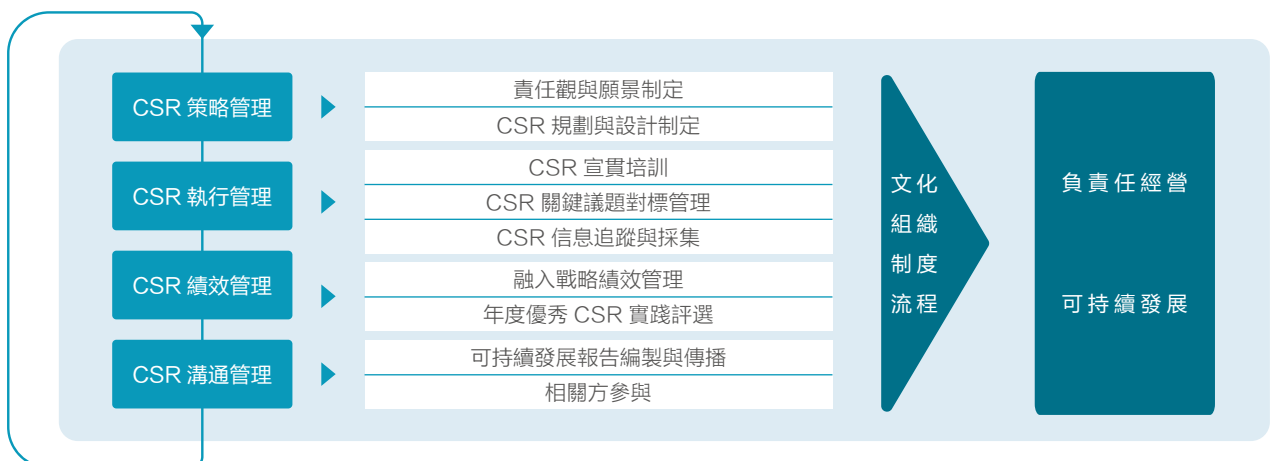 CSR 策略管理
責任觀與願景制定
CSR 規劃與設計制定
CSR 執行管理
CSR 宣貫培訓
CSR 關鍵議題對標管理
CSR 信息追蹤與採集
CSR 績效管理
融入戰略績效管理
年度優秀 CSR 實踐評選
CSR 溝通管理
可持續發展報告編製與傳播
相關方參與
文化
組織
制度
流程
負責任經營
可持續發展